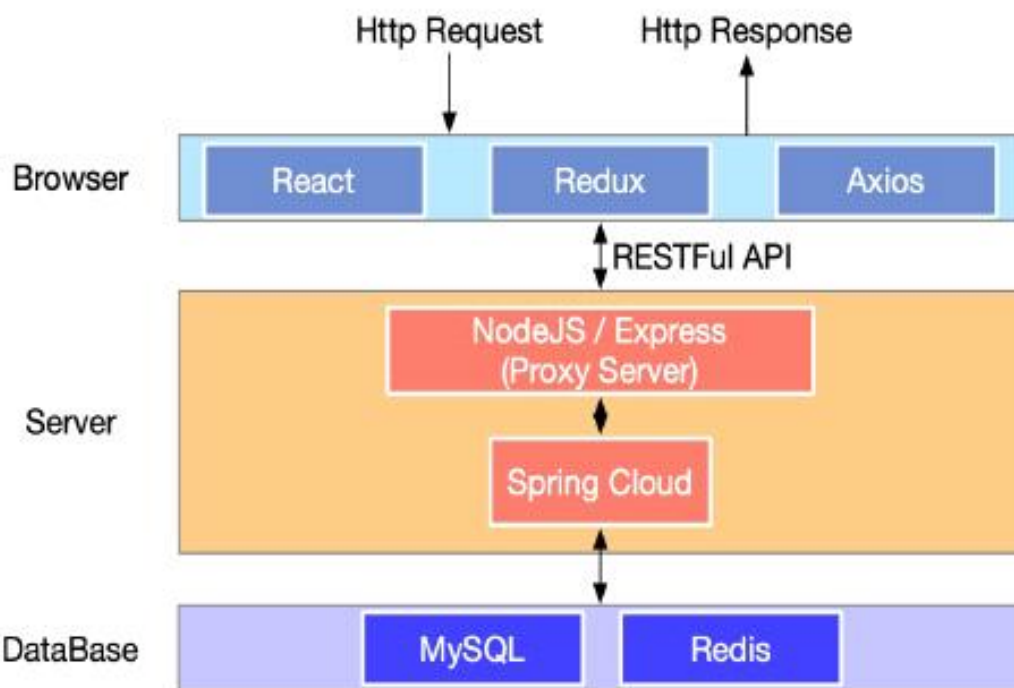 Http Request
Http Response
Browser
React
Redux
Axios
RESTFul API
Server
NodeJS / Express
(Proxy Server)
Spring Cloud
DataBase
MySQL
Redis